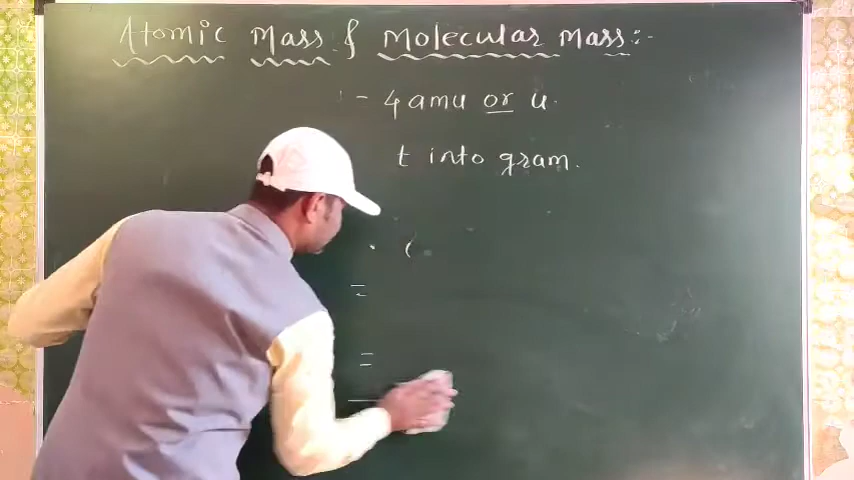 Atomic Mass & Molecular Mass:-
- 4 amu or u.
t into gram.
. (
=
=